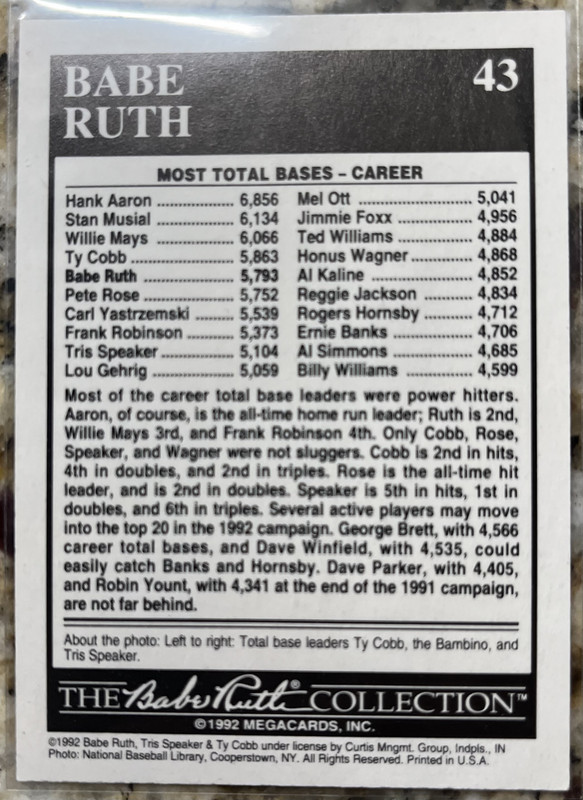 BABE
RUTH
43
MOST TOTAL BASES – CAREER
Hank Aaron .................. 6,856 Mel Ott .......................... 5,041
Stan Musial .................. 6,134 Jimmie Foxx ................. 4,956
Willie Mays ................... 6,066 Ted Williams ................. 4,884
Ty Cobb ........................ 5,863 Honus Wagner ............. 4,868
Babe Ruth .................... 5,793 Al Kaline ....................... 4,852
Pete Rose .................... 5,752 Reggie Jackson ........... 4,834
Carl Yastrzemski .......... 5,539 Rogers Hornsby ........... 4,712
Frank Robinson ............ 5,373 Ernie Banks .................. 4,706
Tris Speaker ................. 5,104 Al Simmons .................. 4,685
Lou Gehrig ................... 5,059 Billy Williams ................ 4,599
Most of the career total base leaders were power hitters.
Aaron, of course, is the all-time home run leader; Ruth is 2nd,
Willie Mays 3rd, and Frank Robinson 4th. Only Cobb, Rose,
Speaker, and Wagner were not sluggers. Cobb is 2nd in hits,
4th in doubles, and 2nd in triples. Rose is the all-time hit
leader, and is 2nd in doubles. Speaker is 5th in hits, 1st in
doubles, and 6th in triples. Several active players may move
into the top 20 in the 1992 campaign. George Brett, with 4,566
career total bases, and Dave Winfield, with 4,535, could
easily catch Banks and Hornsby. Dave Parker, with 4,405,
and Robin Yount, with 4,341 at the end of the 1991 campaign,
are not far behind.
About the photo: Left to right: Total base leaders Ty Cobb, the Bambino, and
Tris Speaker.
THE Babe Ruth® COLLECTION™
©1992 MEGACARDS, INC.
©1992 Babe Ruth, Tris Speaker & Ty Cobb under license by Curtis Mngmt. Group, Indpls., IN
Photo: National Baseball Library, Cooperstown, NY. All Rights Reserved. Printed in U.S.A.